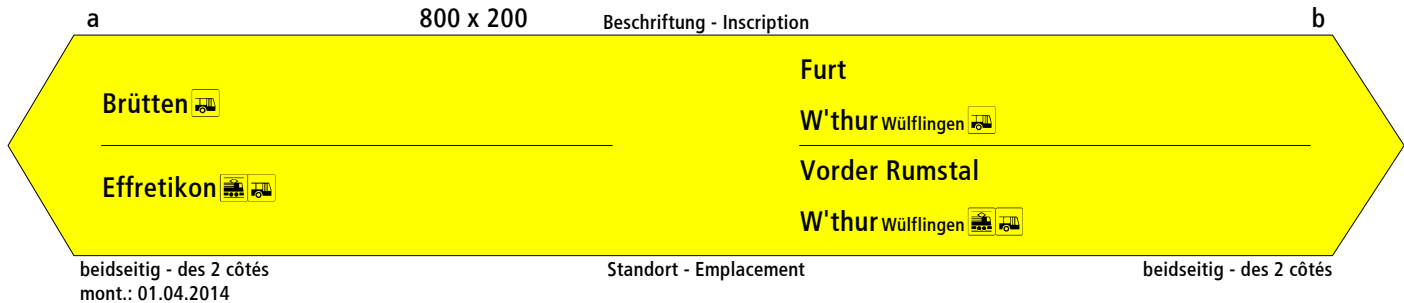 a 800 x 200 Beschriftung - Inscription b
Brütten
Effretikon
Furt
W'thur Wülflingen
Vorder Rumstal
W'thur Wülflingen
beidseitig - des 2 côtés Standort - Emplacement beidseitig - des 2 côtés
mont.: 01.04.2014